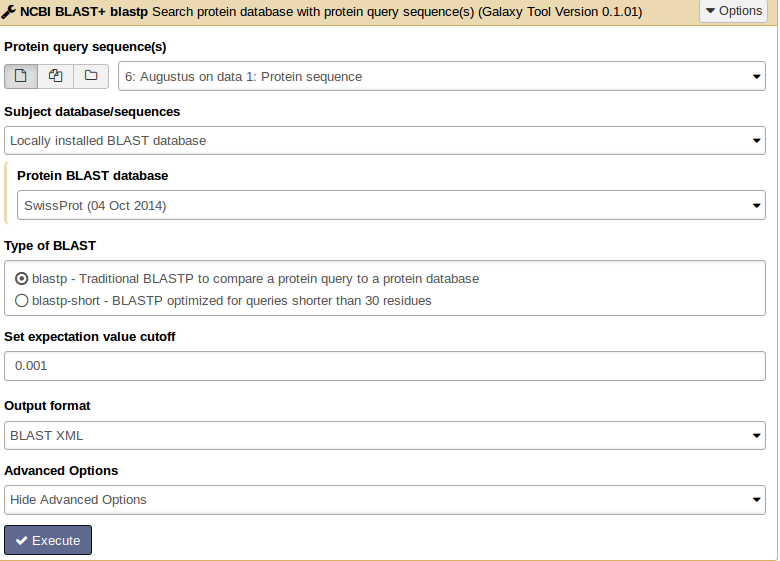 NCBI BLAST+ blastp Search protein database with protein query sequence(s) (Galaxy Tool Version 0.1.01)
Options
Protein query sequence(s)
6: Augustus on data 1: Protein sequence
Subject database/sequences
Locally installed BLAST database
Protein BLAST database
SwissProt (04 Oct 2014)
Type of BLAST
blastp - Traditional BLASTP to compare a protein query to a protein database
blastp-short - BLASTP optimized for queries shorter than 30 residues
Set expectation value cutoff
0.001
Output format
BLAST XML
Advanced Options
Hide Advanced Options
Execute